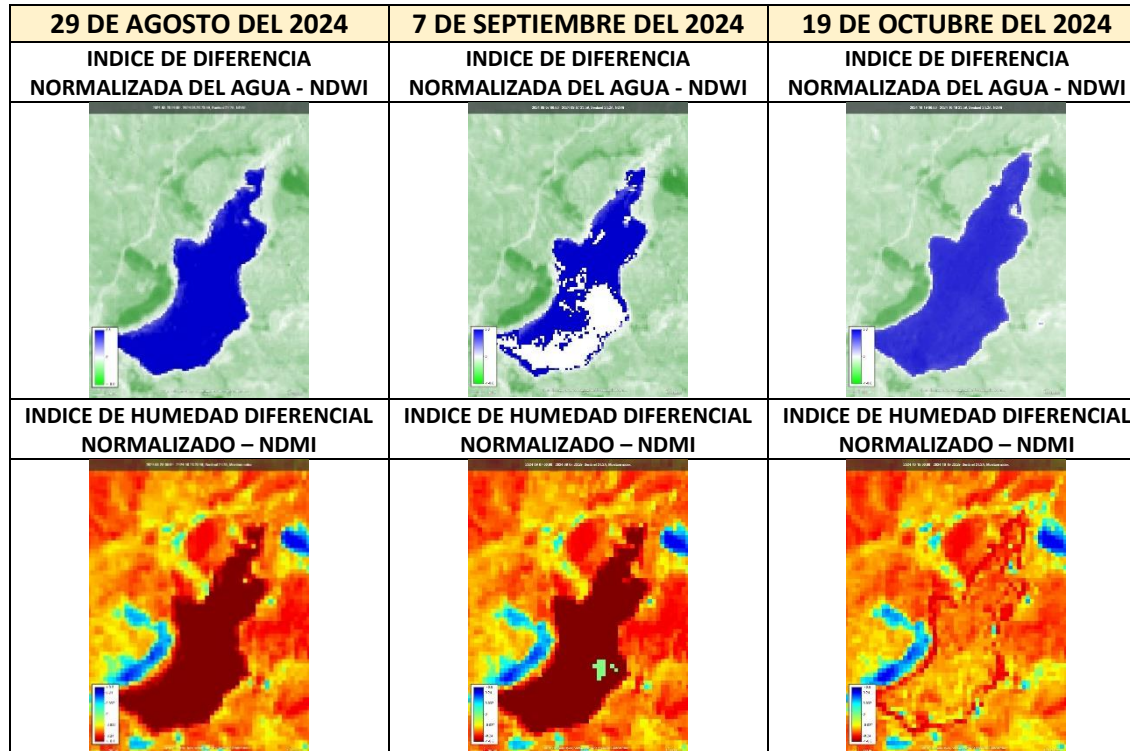 29 DE AGOSTO DEL 2024
7 DE SEPTIEMBRE DEL 2024
19 DE OCTUBRE DEL 2024
INDICE DE DIFERENCIA
NORMALIZADA DEL AGUA - NDWI
INDICE DE DIFERENCIA
NORMALIZADA DEL AGUA - NDWI
INDICE DE DIFERENCIA
NORMALIZADA DEL AGUA - NDWI
INDICE DE HUMEDAD DIFERENCIAL
NORMALIZADO – NDMI
INDICE DE HUMEDAD DIFERENCIAL
NORMALIZADO – NDMI
INDICE DE HUMEDAD DIFERENCIAL
NORMALIZADO – NDMI